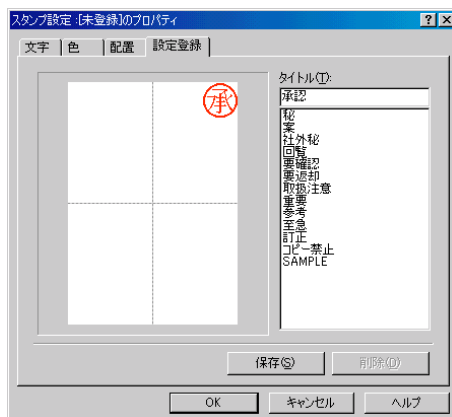 スタンプ設定 :[未登録]のプロパティ
文字 色 配置 設定登録
タイトル(T):
承認
承
秘
案
社外秘
回覧
要確認
要返却
取扱注意
重要
参考
至急
訂正
コピー禁止
SAMPLE
保存(S) 削除(D)
OK キャンセル ヘルプ